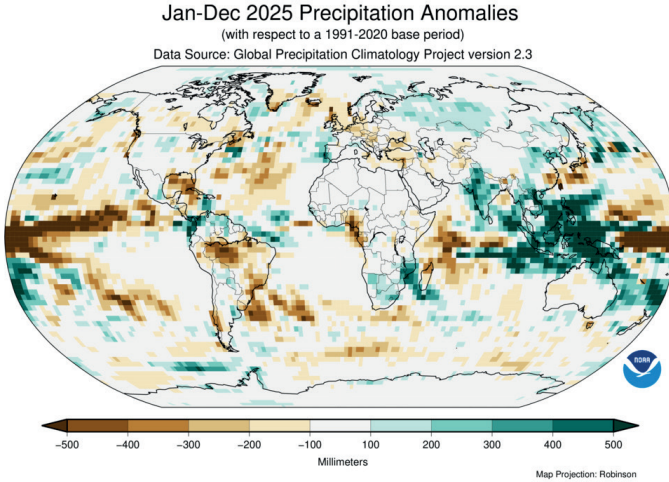 Jan-Dec 2025 Precipitation Anomalies
(with respect to a 1991-2020 base period)
Data Source: Global Precipitation Climatology Project version 2.3
NOAA
−500 −400 −300 −200 −100 100 200 300 400 500
Millimeters
Map Projection: Robinson